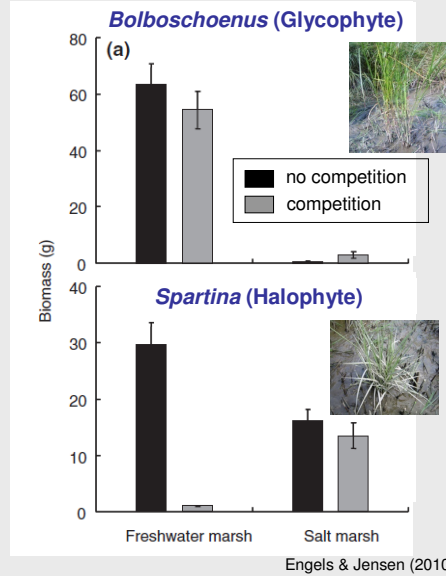 Bolboschoenus (Glycophyte)
80
(a)
60
40
20
0
no competition
competition
Biomass (g)
Spartina (Halophyte)
40
30
20
10
0
Freshwater marsh Salt marsh
Engels & Jensen (2010